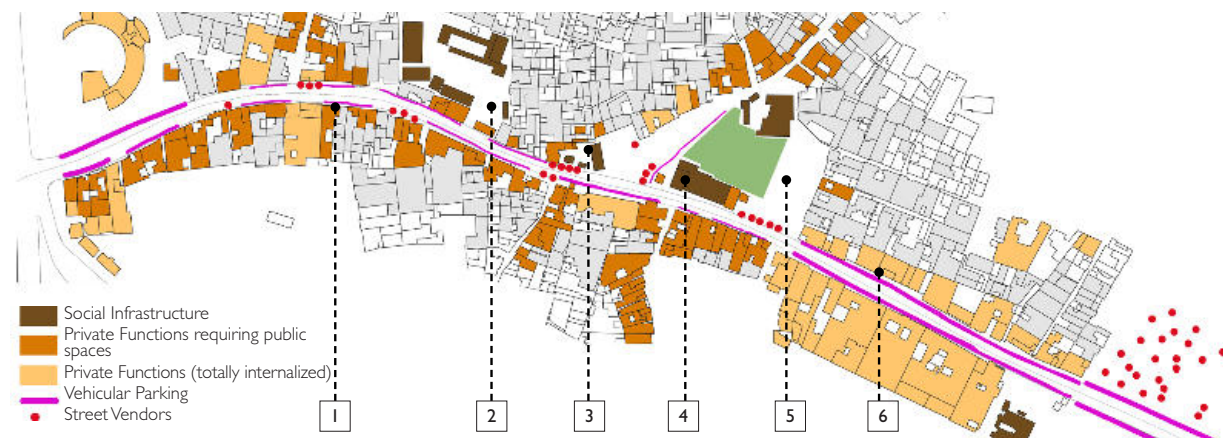 Social Infrastructure
Private Functions requiring public
spaces
Private Functions (totally internalized)
Vehicular Parking
Street Vendors
1
2
3
4
5
6